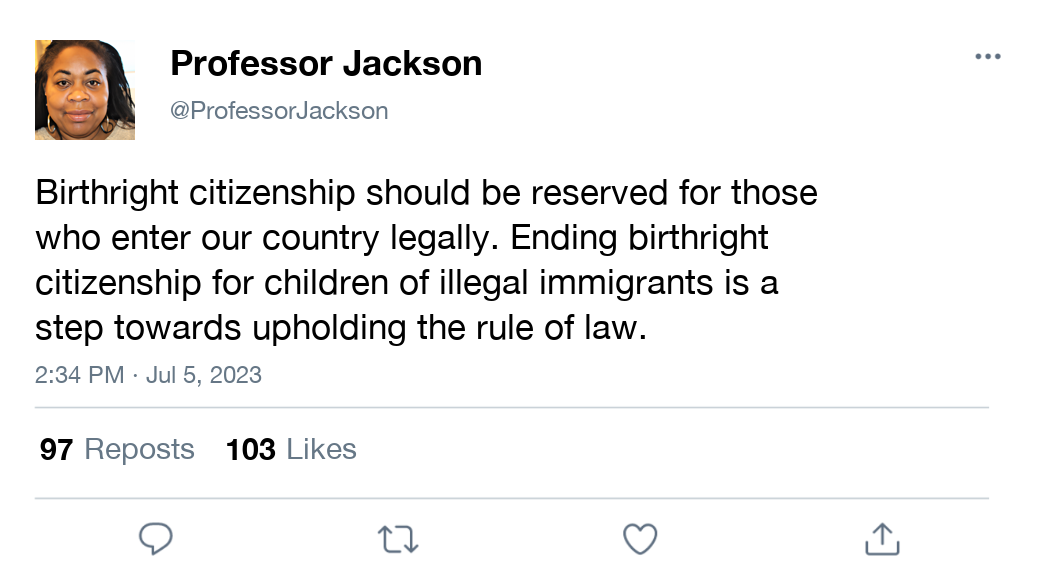 Professor Jackson
@ProfessorJackson
Birthright citizenship should be reserved for those
who enter our country legally. Ending birthright
citizenship for children of illegal immigrants is a
step towards upholding the rule of law.
2:34 PM · Jul 5, 2023
97 Reposts 103 Likes